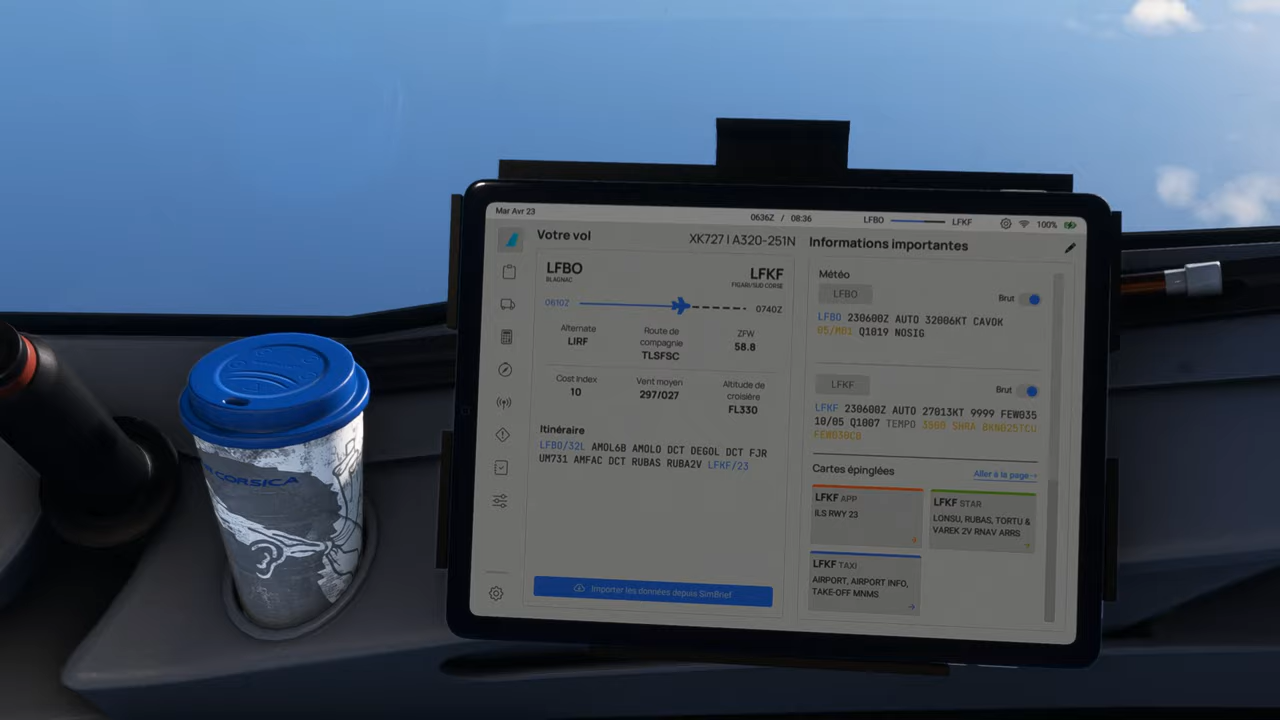 Mar Avr 23
0636Z / 08:36
LFBO LFKF
100%
Votre vol
XK727 | A320-251N
LFBO
BLAGNAC
LFKF
FIGARI/SUD CORSE
0610Z
0740Z
Alternate
LIRF
Route de
compagnie
TLSFSC
ZFW
58.8
Cost Index
10
Vent moyen
297/027
Altitude de
croisière
FL330
Itinéraire
LFBO/32L AMOL6B AMOLO DCT DEGOL DCT FJR
UM731 AMFAC DCT RUBAS RUBA2V LFKF/23
Importer les données depuis SimBrief
Informations importantes
Météo
LFBO
Brut
LFBO 230600Z AUTO 32006KT CAVOK
05/M01 Q1019 NOSIG
LFKF
Brut
LFKF 230600Z AUTO 27013KT 9999 FEW035
10/05 Q1007 TEMPO 3500 SHRA BKN025TCU
FEW030CB
Cartes épinglées
Aller à la page
LFKF APP
ILS RWY 23
LFKF STAR
LONSU, RUBAS, TORTU &
VAREK 2V RNAV ARRS
LFKF TAXI
AIRPORT, AIRPORT INFO,
TAKE-OFF MNMS
CORSICA